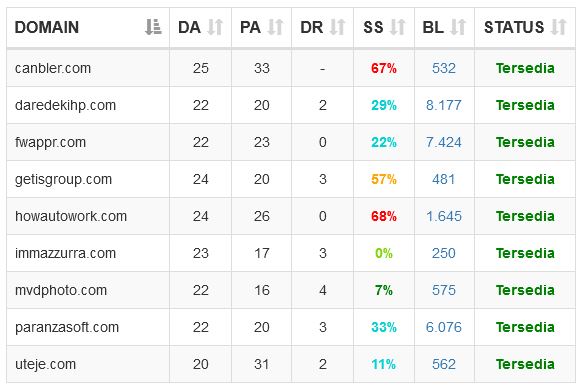 DOMAIN DA PA DR SS BL STATUS
canbler.com 25 33 - 67% 532 Tersedia
daredekihp.com 22 20 2 29% 8.177 Tersedia
fwappr.com 22 23 0 22% 7.424 Tersedia
getisgroup.com 24 20 3 57% 481 Tersedia
howautowork.com 24 26 0 68% 1.645 Tersedia
immazzurra.com 23 17 3 0% 250 Tersedia
mvdphoto.com 22 16 4 7% 575 Tersedia
paranzasoft.com 22 20 3 33% 6.076 Tersedia
uteje.com 20 31 2 11% 562 Tersedia